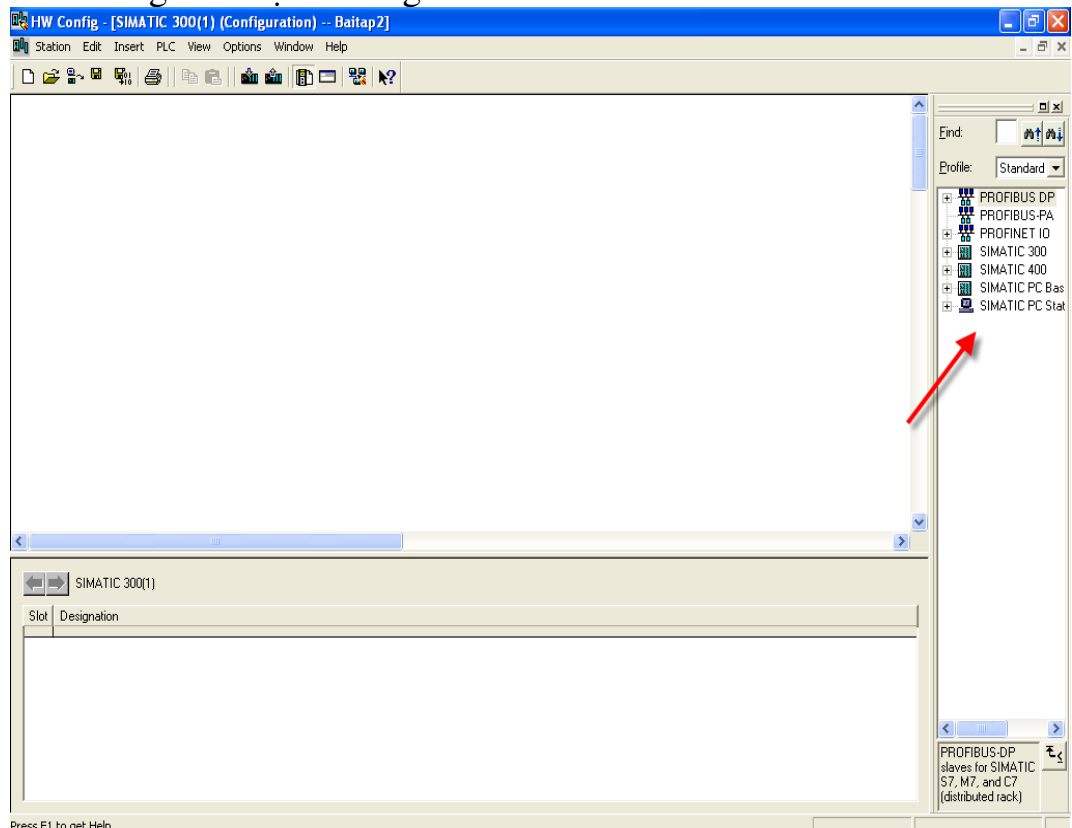 HW Config - [SIMATIC 300(1) (Configuration) -- Baitap2]
Station Edit Insert PLC View Options Window Help
Find:
Profile: Standard
PROFIBUS DP
PROFIBUS-PA
PROFINET IO
SIMATIC 300
SIMATIC 400
SIMATIC PC Bas
SIMATIC PC Stat
SIMATIC 300(1)
Slot Designation
PROFIBUS-DP
slaves for SIMATIC
S7, M7, and C7
(distributed rack)
Press F1 to get Help.